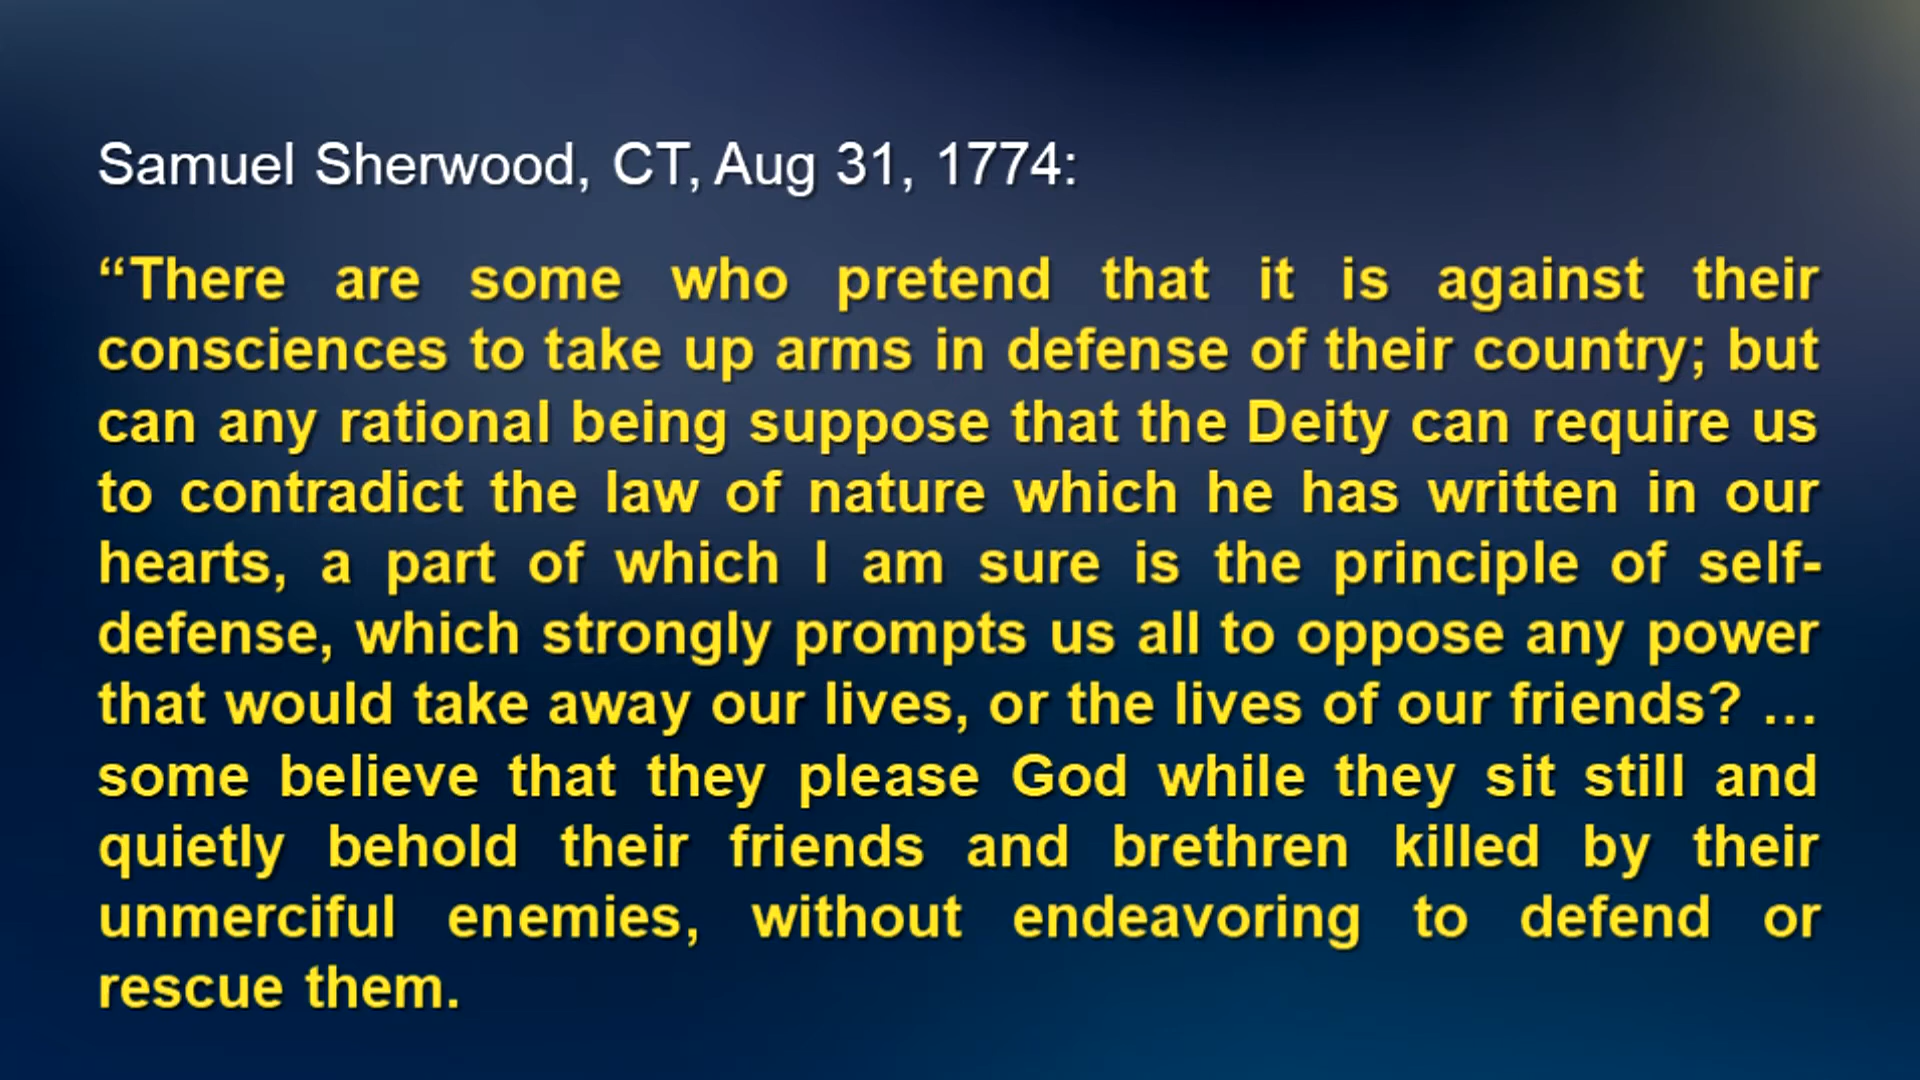 Samuel Sherwood, CT, Aug 31, 1774:
“There are some who pretend that it is against their
consciences to take up arms in defense of their country; but
can any rational being suppose that the Deity can require us
to contradict the law of nature which he has written in our
hearts, a part of which I am sure is the principle of self-
defense, which strongly prompts us all to oppose any power
that would take away our lives, or the lives of our friends? …
some believe that they please God while they sit still and
quietly behold their friends and brethren killed by their
unmerciful enemies, without endeavoring to defend or
rescue them.